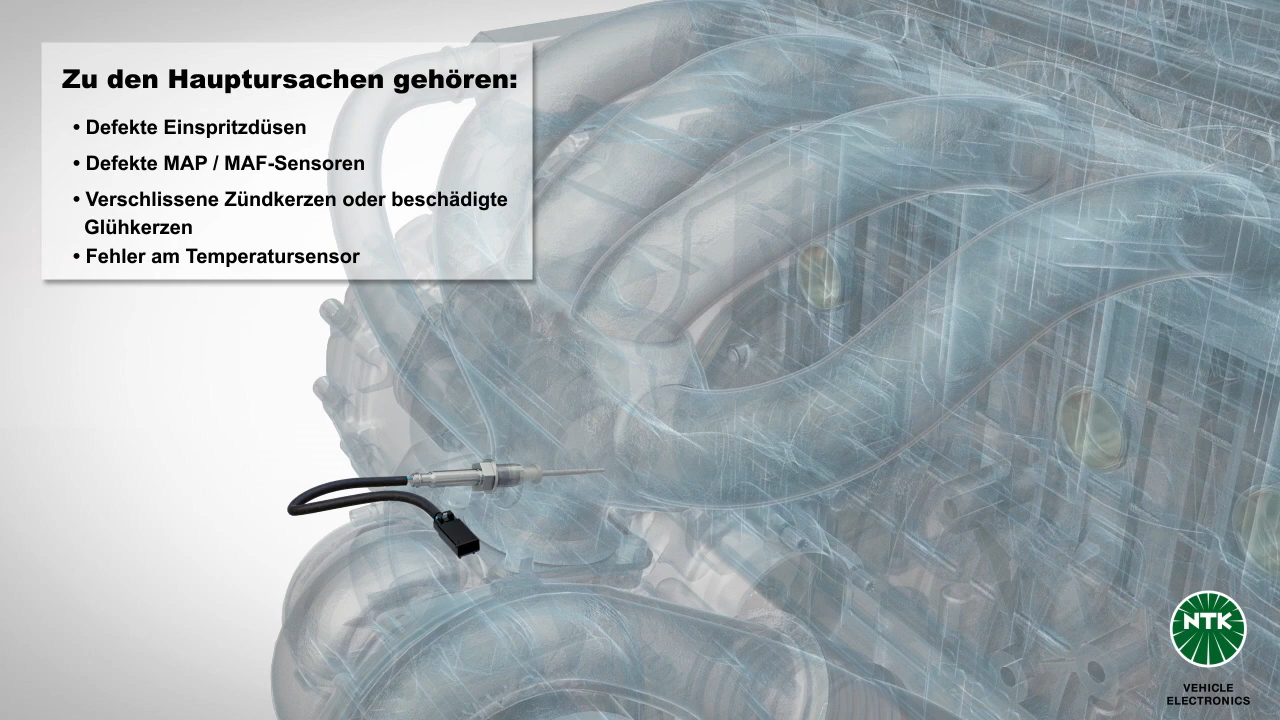 Zu den Hauptursachen gehören:
• Defekte Einspritzdüsen
• Defekte MAP / MAF-Sensoren
• Verschlissene Zündkerzen oder beschädigte
Glühkerzen
• Fehler am Temperatursensor
NTK
VEHICLE
ELECTRONICS